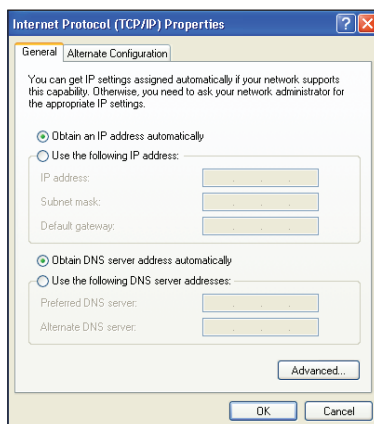 Internet Protocol (TCP/IP) Properties
General
Alternate Configuration
You can get IP settings assigned automatically if your network supports
this capability. Otherwise, you need to ask your network administrator for
the appropriate IP settings.
Obtain an IP address automatically
Use the following IP address:
IP address:
Subnet mask:
Default gateway:
Obtain DNS server address automatically
Use the following DNS server addresses:
Preferred DNS server:
Alternate DNS server:
Advanced...
OK
Cancel